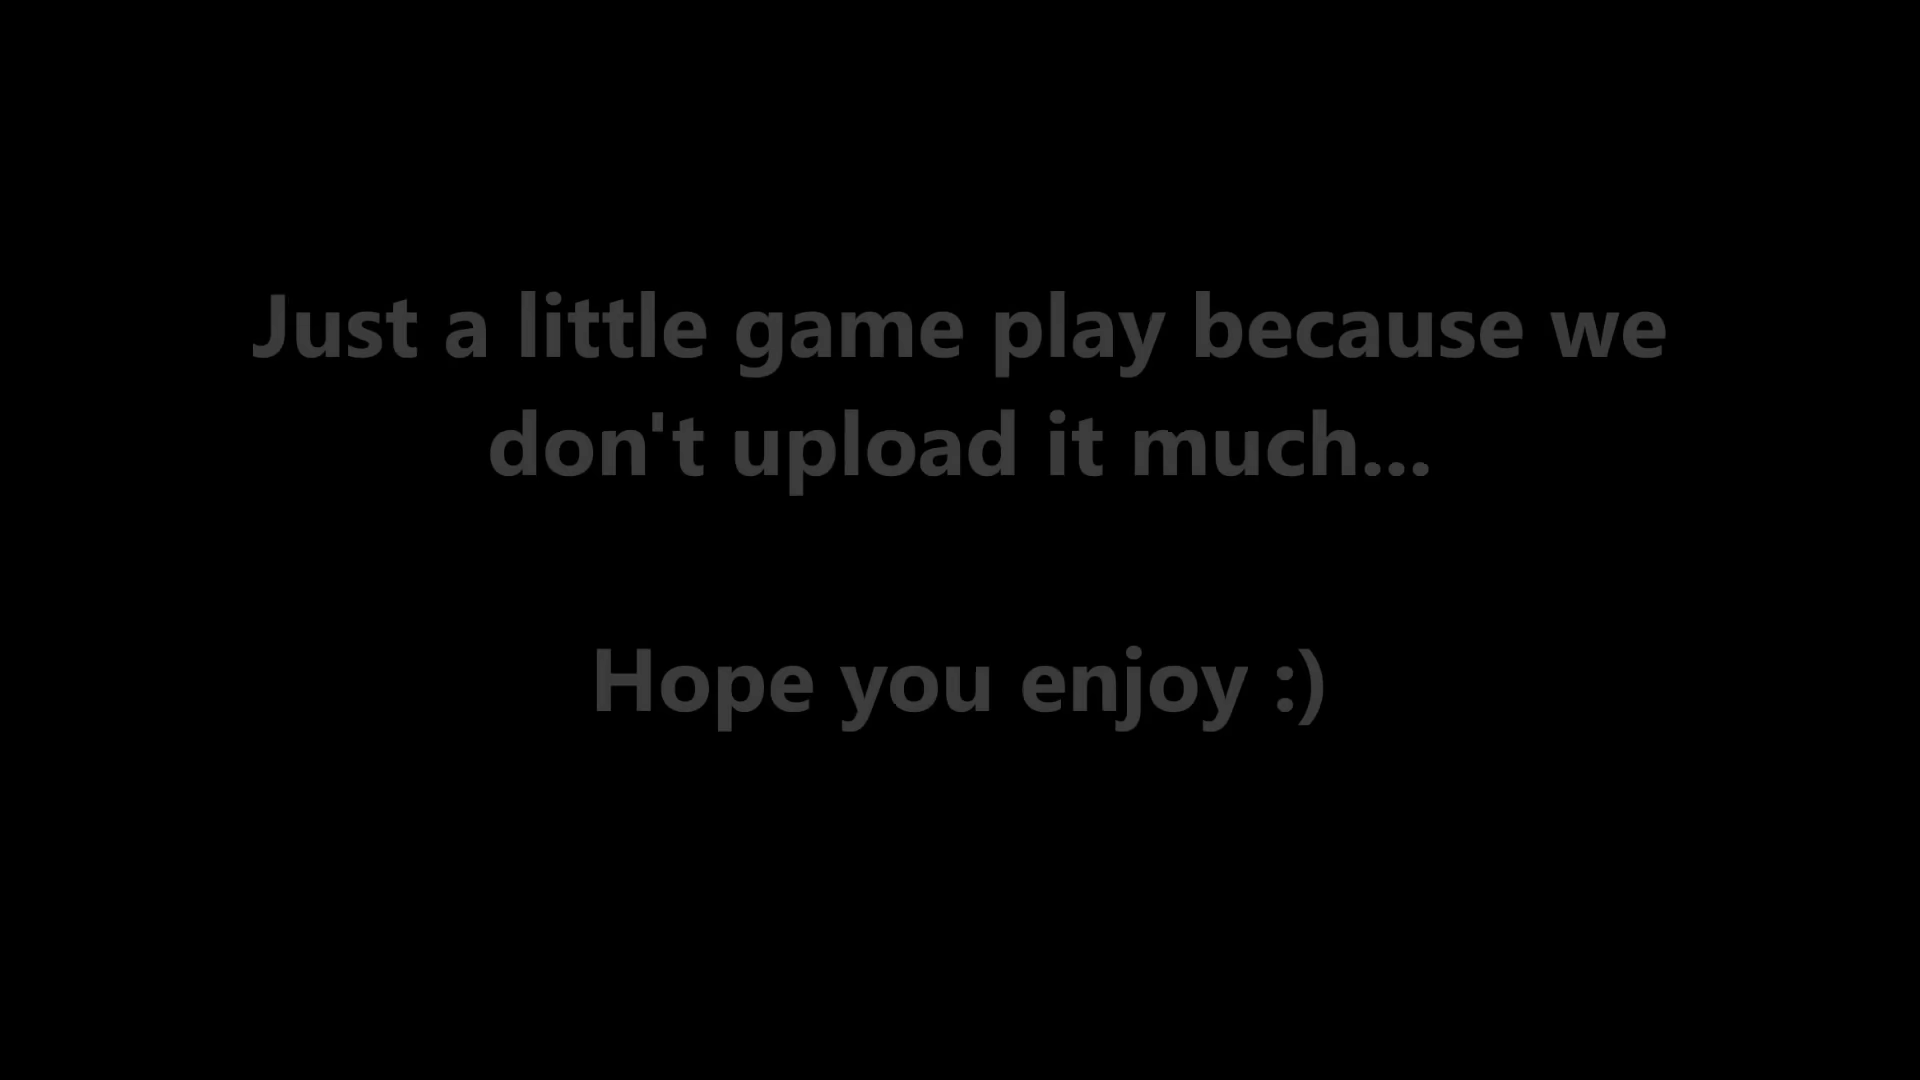 Just a little game play because we
don't upload it much...
Hope you enjoy :)